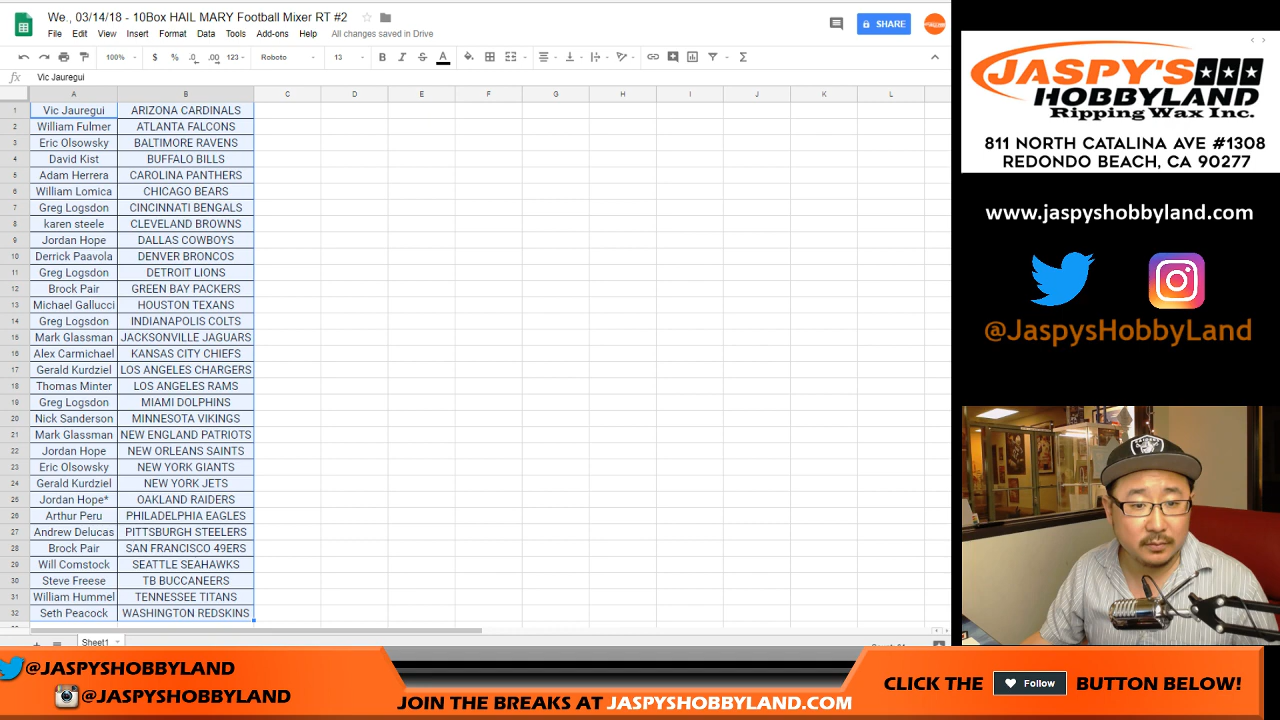 We., 03/14/18 - 10Box HAIL MARY Football Mixer RT #2
File Edit View Insert Format Data Tools Add-ons Help All changes saved in Drive
SHARE
100% $ % .0 .00 123 Roboto 13 B I S A
fx Vic Jauregui
A B C D E F G H I J K L
1 Vic Jauregui ARIZONA CARDINALS
2 William Fulmer ATLANTA FALCONS
3 Eric Olsowsky BALTIMORE RAVENS
4 David Kist BUFFALO BILLS
5 Adam Herrera CAROLINA PANTHERS
6 William Lomica CHICAGO BEARS
7 Greg Logsdon CINCINNATI BENGALS
8 karen steele CLEVELAND BROWNS
9 Jordan Hope DALLAS COWBOYS
10 Derrick Paavola DENVER BRONCOS
11 Greg Logsdon DETROIT LIONS
12 Brock Pair GREEN BAY PACKERS
13 Michael Gallucci HOUSTON TEXANS
14 Greg Logsdon INDIANAPOLIS COLTS
15 Mark Glassman JACKSONVILLE JAGUARS
16 Alex Carmichael KANSAS CITY CHIEFS
17 Gerald Kurdziel LOS ANGELES CHARGERS
18 Thomas Minter LOS ANGELES RAMS
19 Greg Logsdon MIAMI DOLPHINS
20 Nick Sanderson MINNESOTA VIKINGS
21 Mark Glassman NEW ENGLAND PATRIOTS
22 Jordan Hope NEW ORLEANS SAINTS
23 Eric Olsowsky NEW YORK GIANTS
24 Gerald Kurdziel NEW YORK JETS
25 Jordan Hope* OAKLAND RAIDERS
26 Arthur Peru PHILADELPHIA EAGLES
27 Andrew Delucas PITTSBURGH STEELERS
28 Brock Pair SAN FRANCISCO 49ERS
29 Will Comstock SEATTLE SEAHAWKS
30 Steve Freese TB BUCCANEERS
31 William Hummel TENNESSEE TITANS
32 Seth Peacock WASHINGTON REDSKINS
Sheet1
JASPY'S
HOBBYLAND
Ripping Wax Inc.
811 NORTH CATALINA AVE #1308
REDONDO BEACH, CA 90277
www.jaspyshobbyland.com
@JaspysHobbyLand
RAIDERS
@JASPYSHOBBYLAND
@JASPYSHOBBYLAND
JOIN THE BREAKS AT JASPYSHOBBYLAND.COM
CLICK THE Follow BUTTON BELOW!